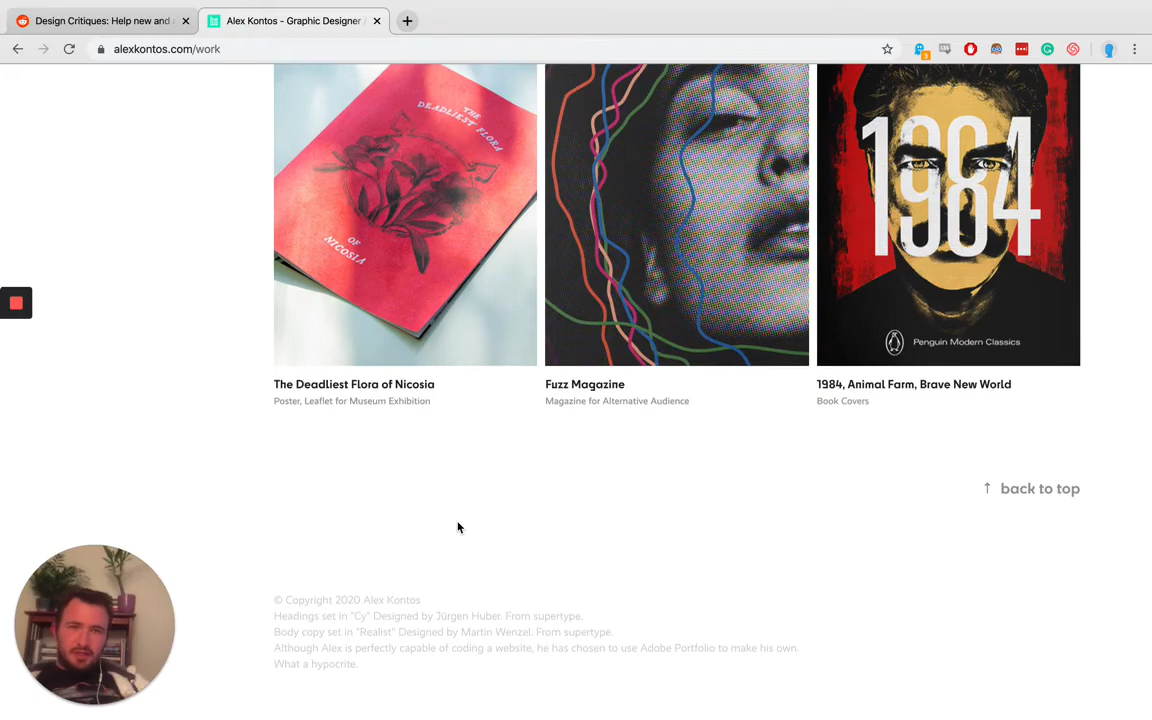 Design Critiques: Help new and a
Alex Kontos - Graphic Designer /
alexkontos.com/work
THE
DEADLIEST FLORA
OF
NICOSIA
1984
Penguin Modern Classics
The Deadliest Flora of Nicosia
Poster, Leaflet for Museum Exhibition
Fuzz Magazine
Magazine for Alternative Audience
1984, Animal Farm, Brave New World
Book Covers
↑ back to top
© Copyright 2020 Alex Kontos
Headings set in "Cy" Designed by Jürgen Huber. From supertype.
Body copy set in "Realist" Designed by Martin Wenzel. From supertype.
Although Alex is perfectly capable of coding a website, he has chosen to use Adobe Portfolio to make his own.
What a hypocrite.